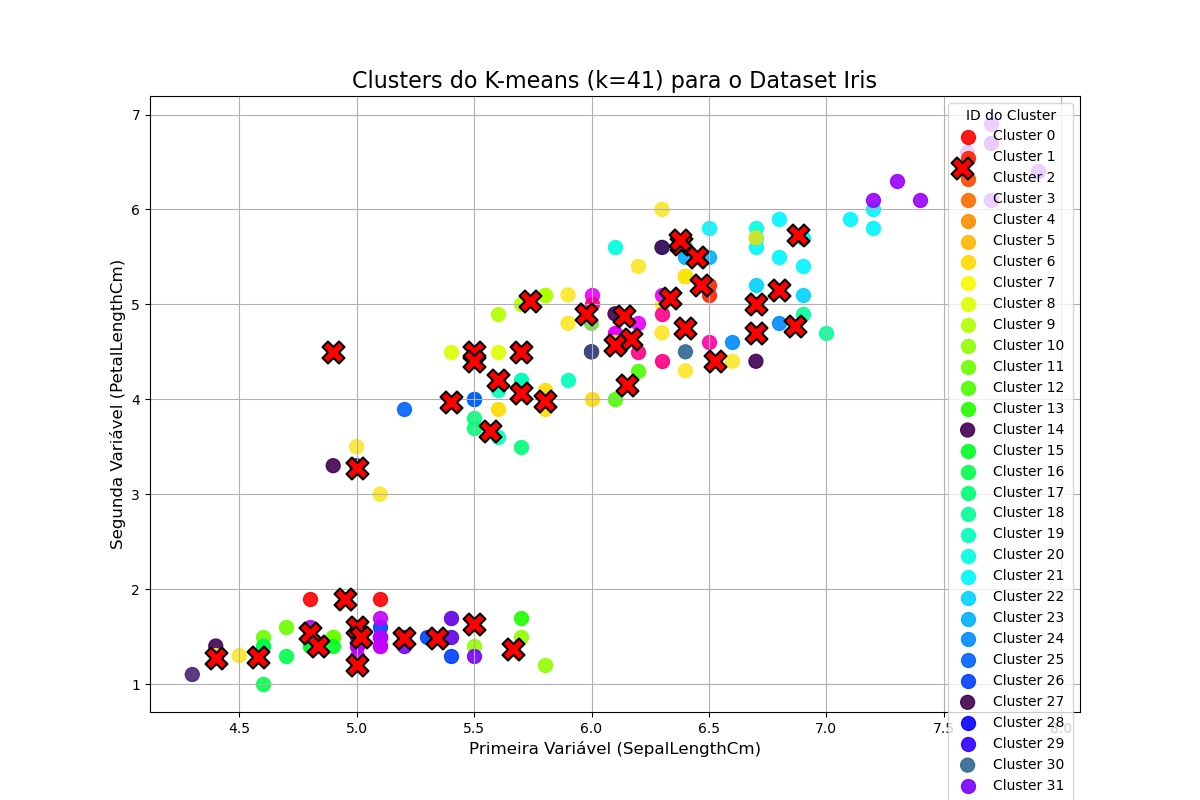 Clusters do K-means (k=41) para o Dataset Iris
Segunda Variável (PetalLengthCm)
7
6
5
4
3
2
1
4.5
5.0
5.5
6.0
6.5
7.0
7.5
8.0
Primeira Variável (SepalLengthCm)
ID do Cluster
Cluster 0
Cluster 1
Cluster 2
Cluster 3
Cluster 4
Cluster 5
Cluster 6
Cluster 7
Cluster 8
Cluster 9
Cluster 10
Cluster 11
Cluster 12
Cluster 13
Cluster 14
Cluster 15
Cluster 16
Cluster 17
Cluster 18
Cluster 19
Cluster 20
Cluster 21
Cluster 22
Cluster 23
Cluster 24
Cluster 25
Cluster 26
Cluster 27
Cluster 28
Cluster 29
Cluster 30
Cluster 31